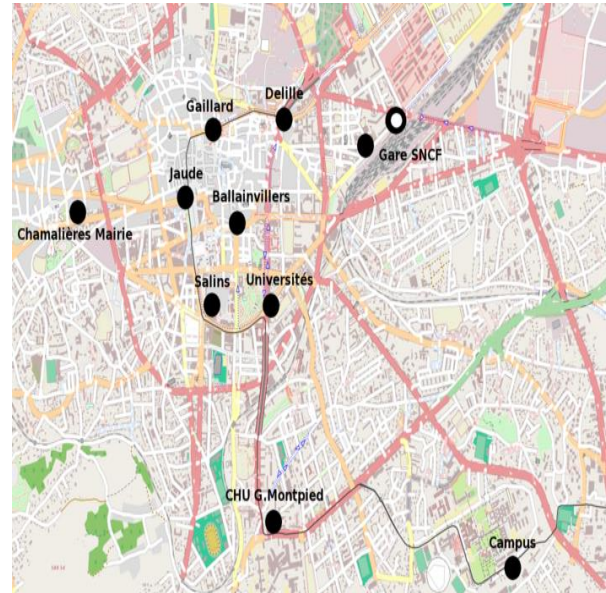 Delille
Gaillard
Gare SNCF
Jaude
Ballainvillers
Chamalières Mairie
Salins
Universités
CHU G.Montpied
Campus